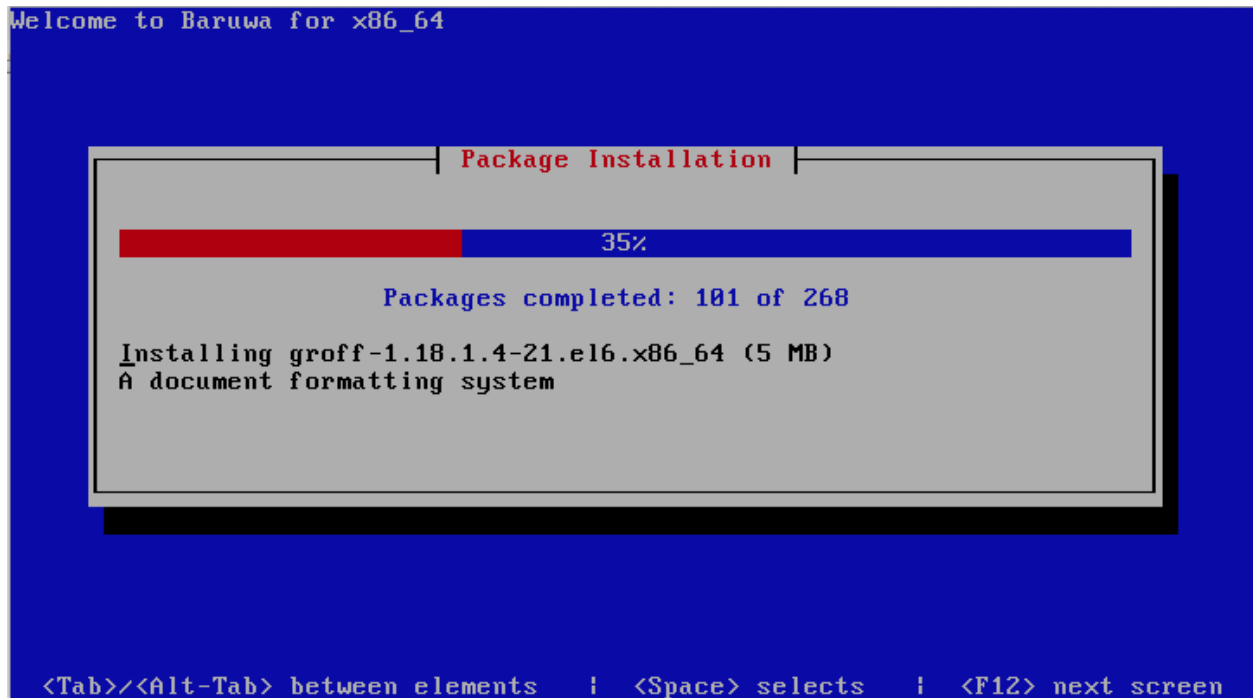 Welcome to Baruwa for x86_64
Package Installation
35%
Packages completed: 101 of 268
Installing groff-1.18.1.4-21.el6.x86_64 (5 MB)
A document formatting system
<Tab>/<Alt-Tab> between elements | <Space> selects | <F12> next screen